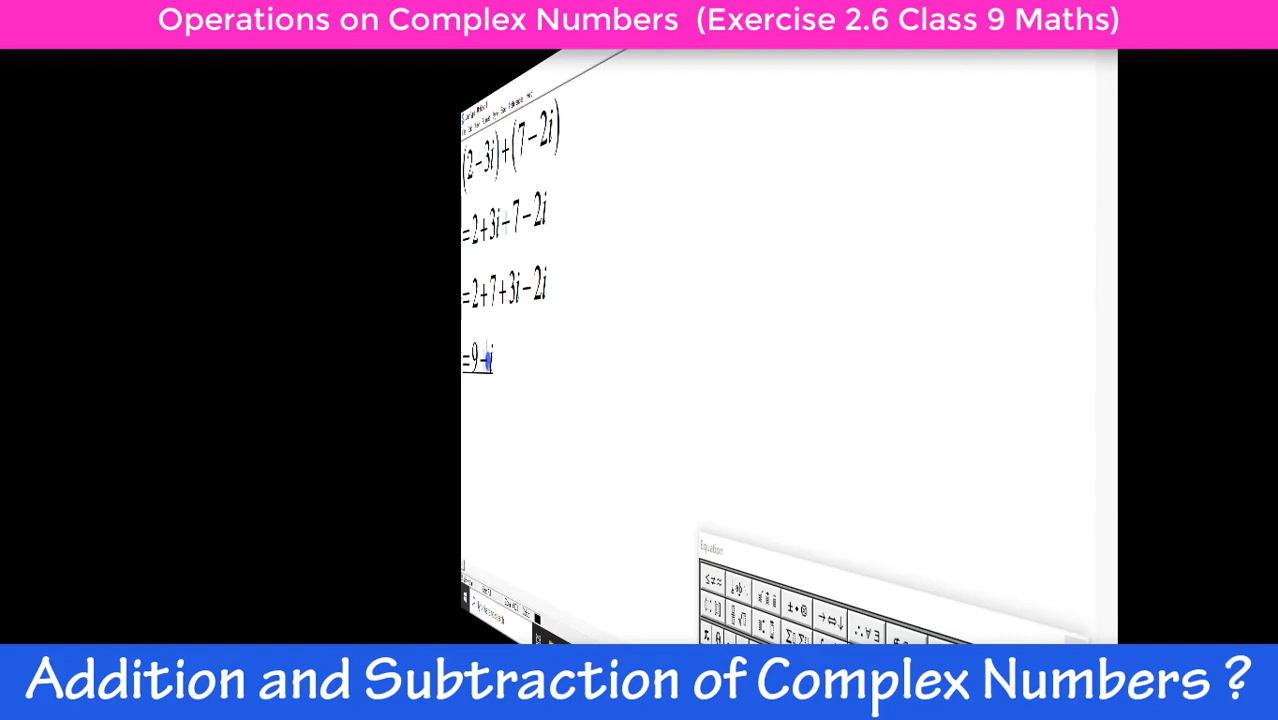 Operations on Complex Numbers (Exercise 2.6 Class 9 Maths)
(2-3i)+(7-2i)
=2+3i+7-2i
=2+7+3i-2i
=9-i
Equation
Addition and Subtraction of Complex Numbers ?